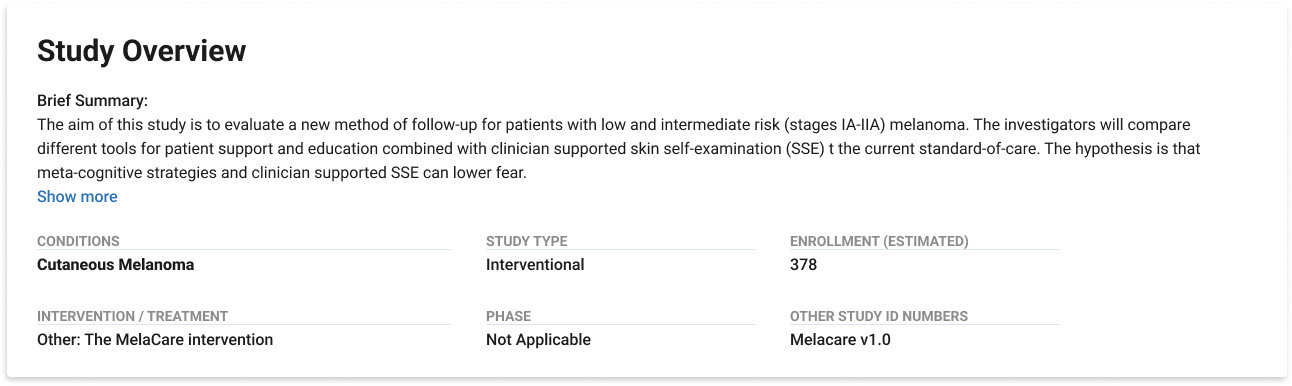 Study Overview
Brief Summary:
The aim of this study is to evaluate a new method of follow-up for patients with low and intermediate risk (stages IA-IIA) melanoma. The investigators will compare
different tools for patient support and education combined with clinician supported skin self-examination (SSE) t the current standard-of-care. The hypothesis is that
meta-cognitive strategies and clinician supported SSE can lower fear.
Show more
CONDITIONS
Cutaneous Melanoma
STUDY TYPE
Interventional
ENROLLMENT (ESTIMATED)
378
INTERVENTION / TREATMENT
Other: The MelaCare intervention
PHASE
Not Applicable
OTHER STUDY ID NUMBERS
Melacare v1.0